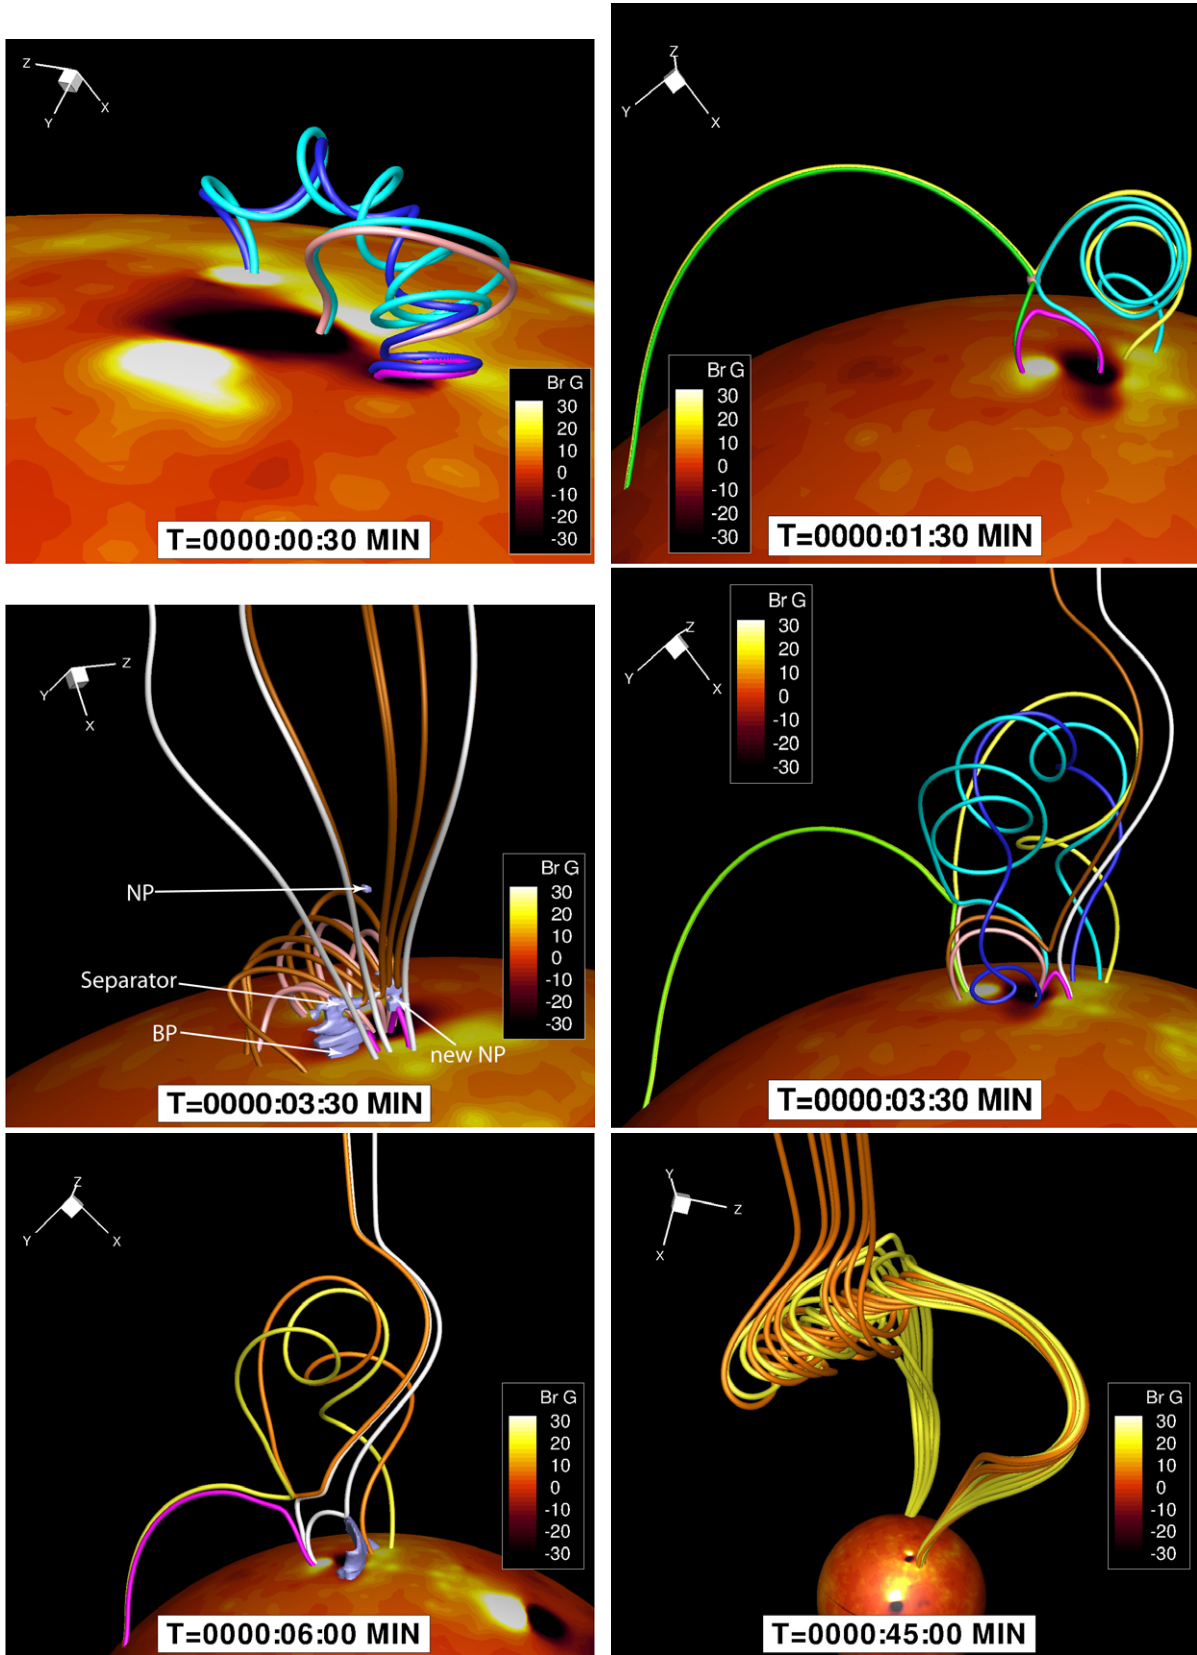 Z
X
Y
Br G
30
20
10
0
-10
-20
-30
T=0000:00:30 MIN
Z
Y
X
Br G
30
20
10
0
-10
-20
-30
T=0000:01:30 MIN
Z
Y
X
NP
Separator
BP
new NP
Br G
30
20
10
0
-10
-20
-30
T=0000:03:30 MIN
Z
Y
X
Br G
30
20
10
0
-10
-20
-30
T=0000:03:30 MIN
Z
Y
X
Br G
30
20
10
0
-10
-20
-30
T=0000:06:00 MIN
Y
Z
X
Br G
30
20
10
0
-10
-20
-30
T=0000:45:00 MIN